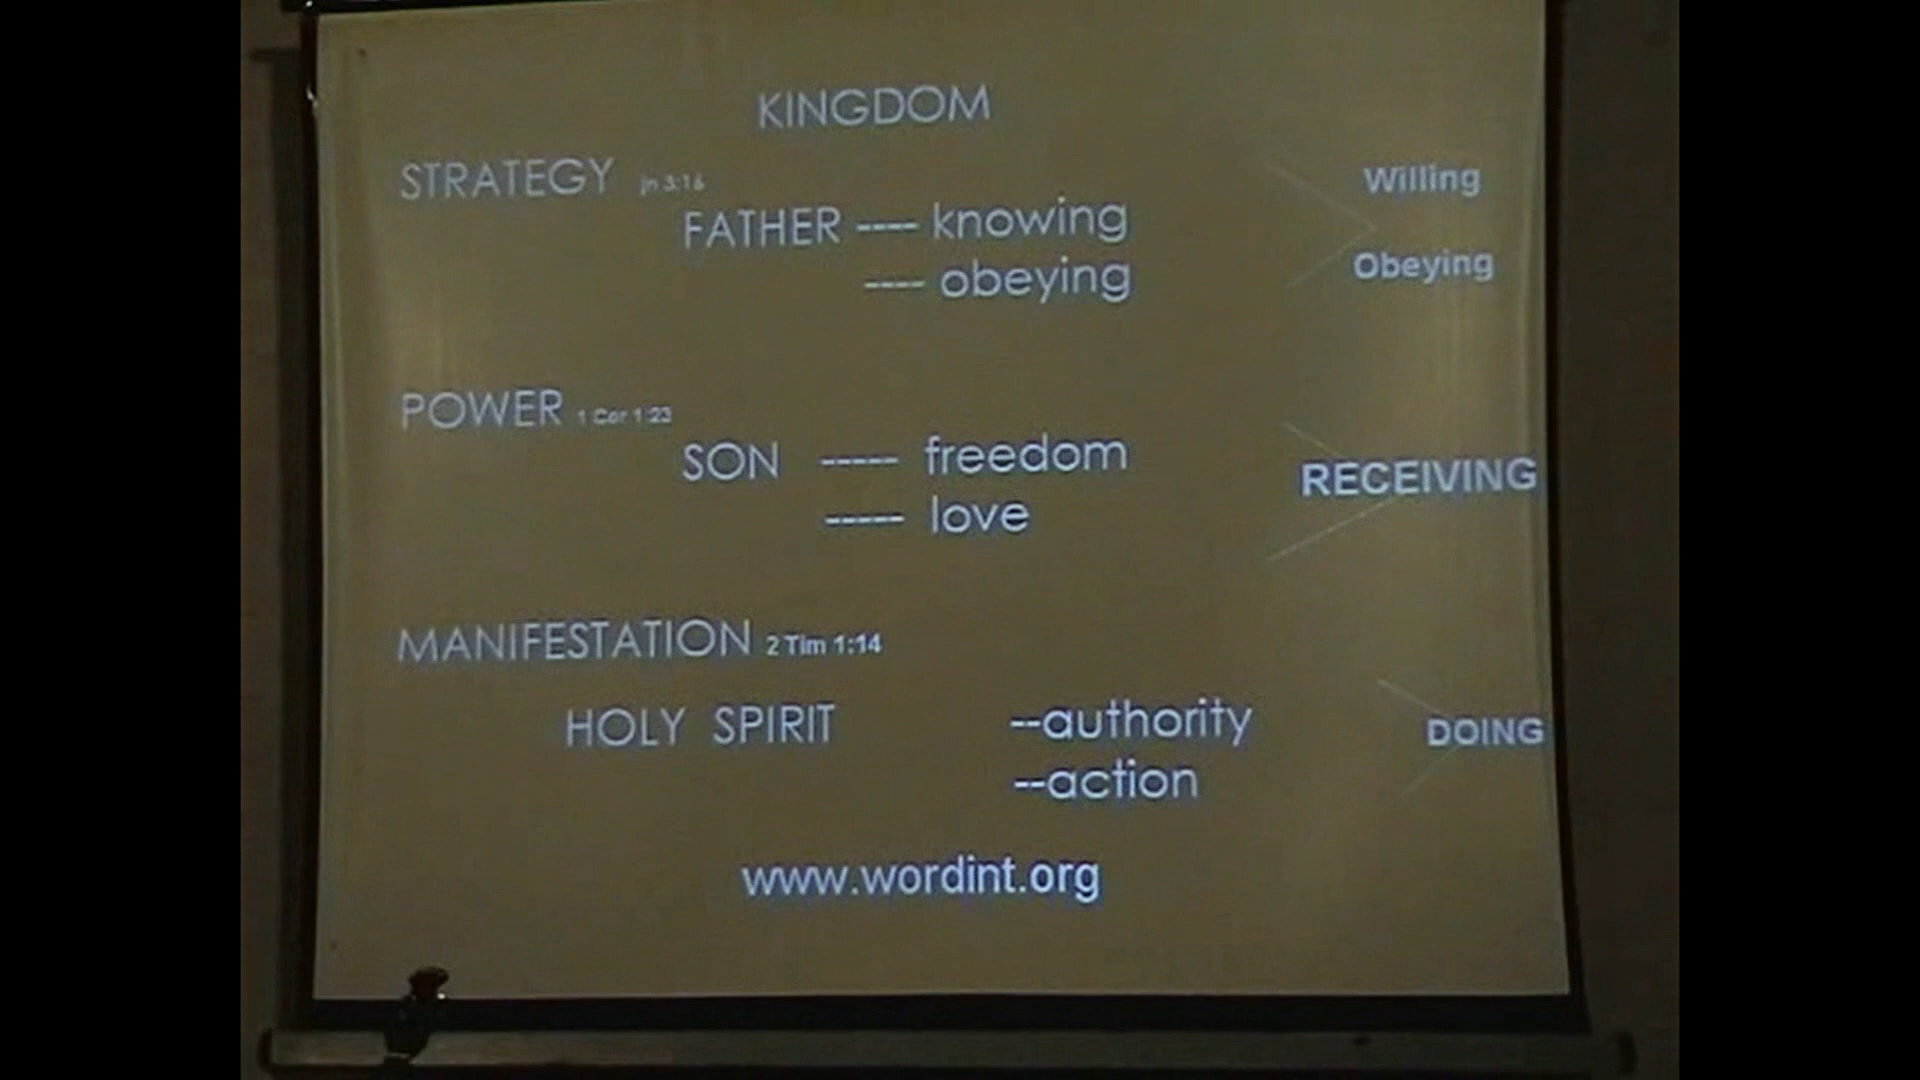 KINGDOM
STRATEGY jn 3:16
Willing
FATHER ---- knowing
---- obeying
Obeying
POWER 1 Cor 1:23
SON ----- freedom
----- love
RECEIVING
MANIFESTATION 2 Tim 1:14
HOLY SPIRIT --authority
--action
DOING
www.wordint.org